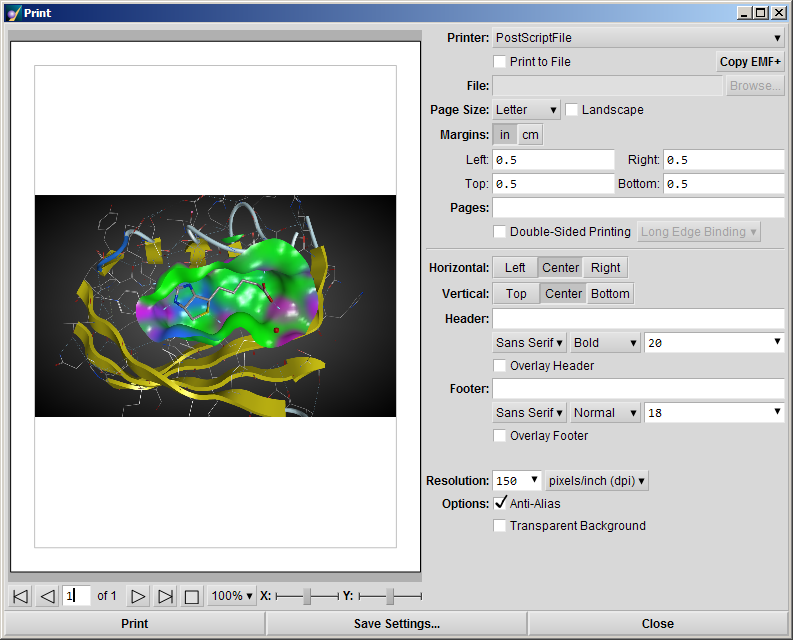 Print
Printer: PostScriptFile
Print to File Copy EMF+
File: Browse...
Page Size: Letter Landscape
Margins: in cm
Left: 0.5 Right: 0.5
Top: 0.5 Bottom: 0.5
Pages:
Double-Sided Printing Long Edge Binding
Horizontal: Left Center Right
Vertical: Top Center Bottom
Header:
Sans Serif Bold 20
Overlay Header
Footer:
Sans Serif Normal 18
Overlay Footer
Resolution: 150 pixels/inch (dpi)
Options: Anti-Alias
Transparent Background
1 of 1 100% X: Y:
Print Save Settings... Close